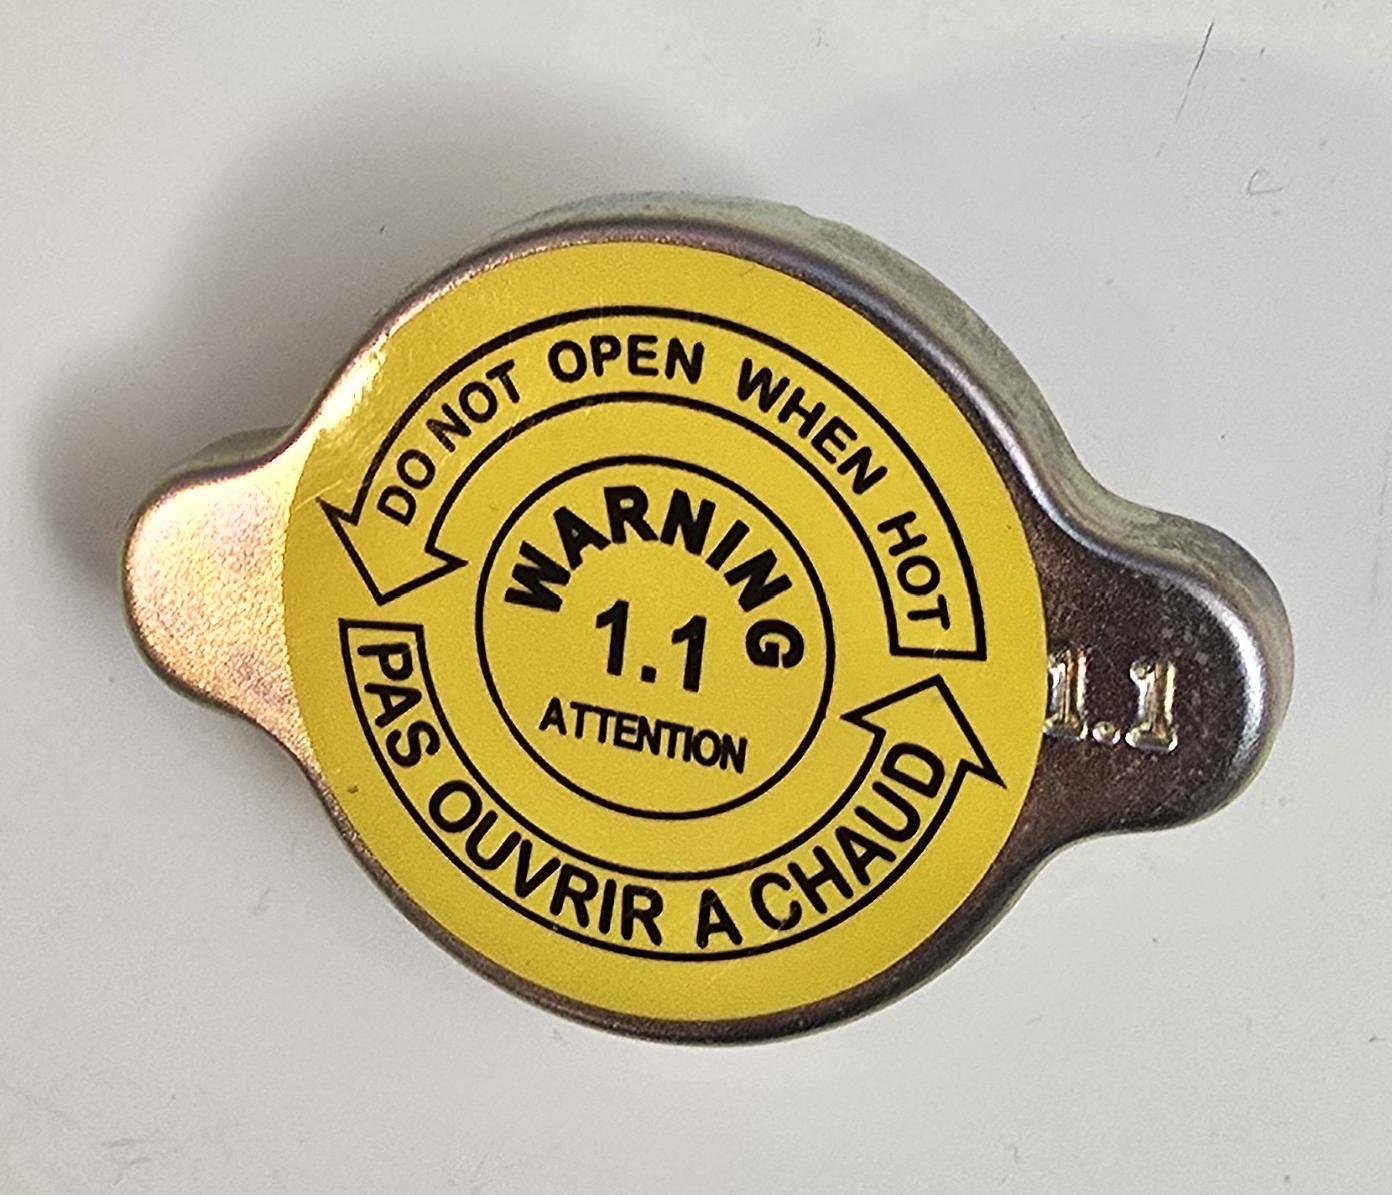 DO NOT OPEN WHEN HOT
WARNING
1.1
ATTENTION
PAS OUVRIR A CHAUD
1.1